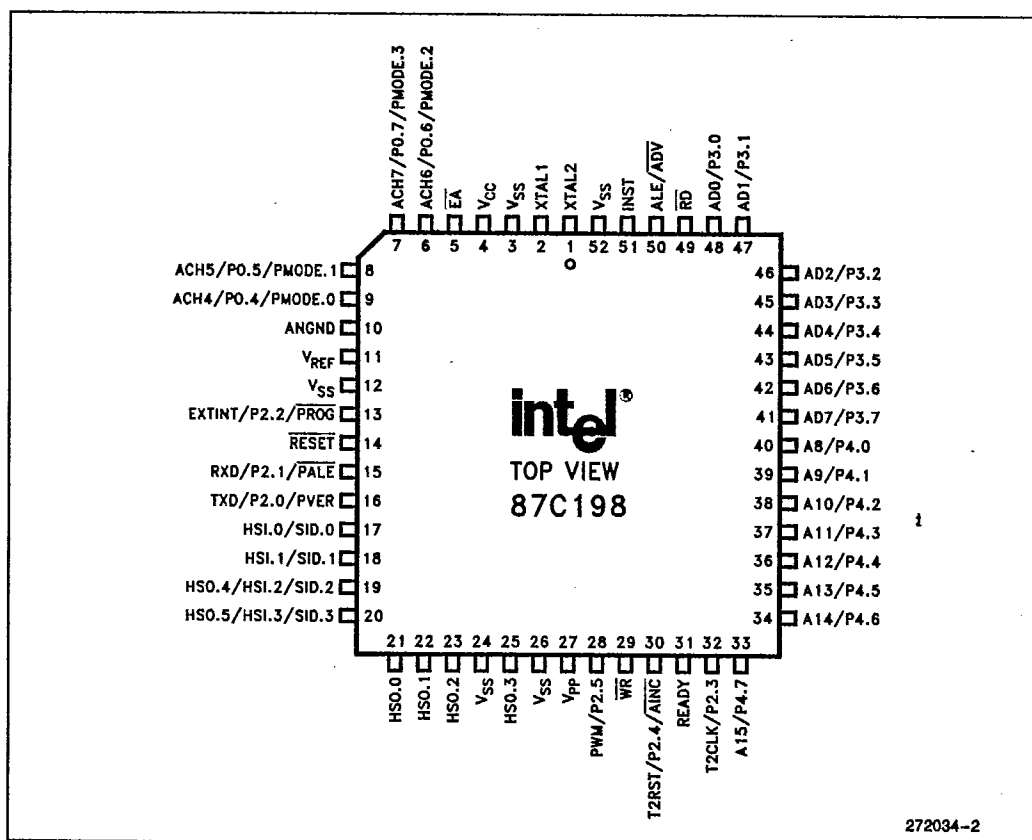 ACH7/P0.7/PMODE.3
ACH6/P0.6/PMODE.2
EA
VCC
VSS
XTAL1
XTAL2
VSS
INST
ALE/ADV
RD
AD0/P3.0
AD1/P3.1
7 6 5 4 3 2 1 52 51 50 49 48 47
ACH5/P0.5/PMODE.1 8
ACH4/P0.4/PMODE.0 9
ANGND 10
VREF 11
VSS 12
EXTINT/P2.2/PROG 13
RESET 14
RXD/P2.1/PALE 15
TXD/P2.0/PVER 16
HSI.0/SID.0 17
HSI.1/SID.1 18
HSO.4/HSI.2/SID.2 19
HSO.5/HSI.3/SID.3 20
intel®
TOP VIEW
87C198
46 AD2/P3.2
45 AD3/P3.3
44 AD4/P3.4
43 AD5/P3.5
42 AD6/P3.6
41 AD7/P3.7
40 A8/P4.0
39 A9/P4.1
38 A10/P4.2
37 A11/P4.3
36 A12/P4.4
35 A13/P4.5
34 A14/P4.6
21 22 23 24 25 26 27 28 29 30 31 32 33
HSO.0
HSO.1
HSO.2
VSS
HSO.3
VSS
VPP
PWM/P2.5
WR
T2RST/P2.4/AINC
READY
T2CLK/P2.3
A15/P4.7
272034-2